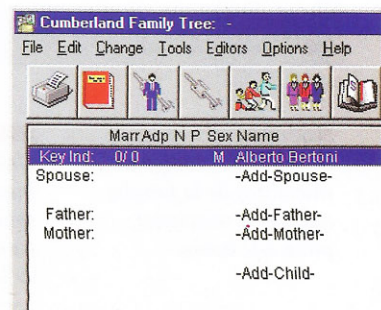 Cumberland Family Tree: -
File Edit Change Tools Editors Options Help
Marr Adp N P Sex Name
Key Ind: 0/0 M Alberto Bertoni
Spouse: -Add-Spouse-
Father: -Add-Father-
Mother: -Add-Mother-
-Add-Child-